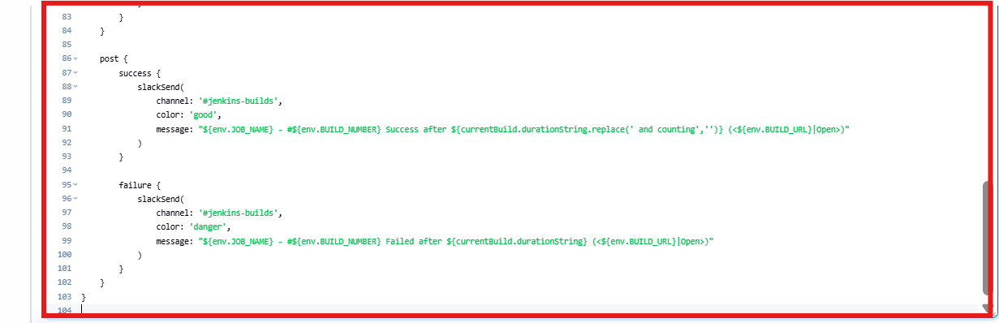 83 }
84 }
85
86 post {
87 success {
88 slackSend(
89 channel: '#jenkins-builds',
90 color: 'good',
91 message: "${env.JOB_NAME} - #${env.BUILD_NUMBER} Success after ${currentBuild.durationString.replace(' and counting','')} (<${env.BUILD_URL}|Open>)"
92 )
93 }
94
95 failure {
96 slackSend(
97 channel: '#jenkins-builds',
98 color: 'danger',
99 message: "${env.JOB_NAME} - #${env.BUILD_NUMBER} Failed after ${currentBuild.durationString} (<${env.BUILD_URL}|Open>)"
100 )
101 }
102 }
103 }
104